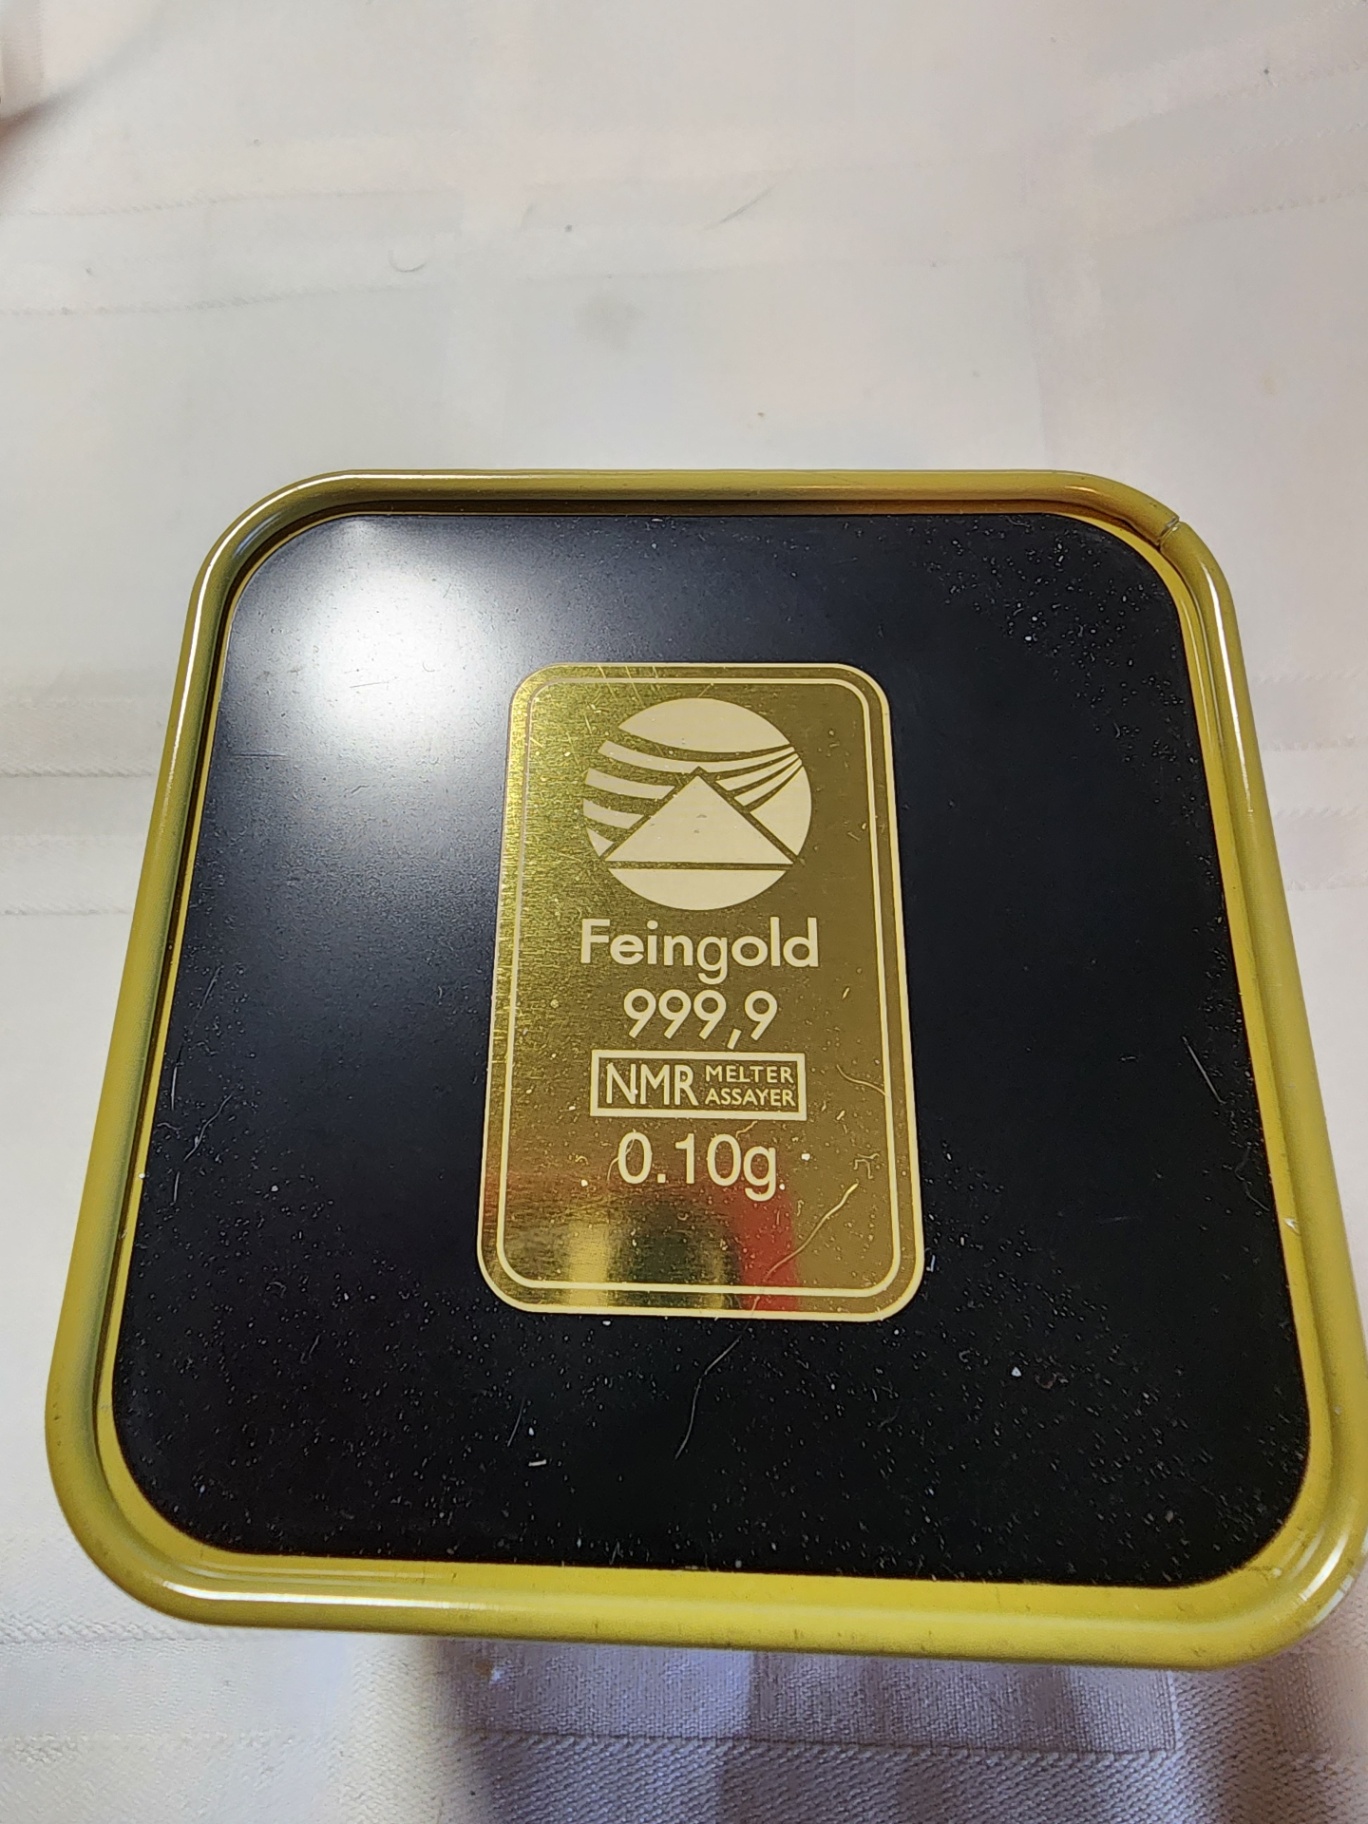 Feingold
999,9
NMR MELTER
ASSAYER
0.10g